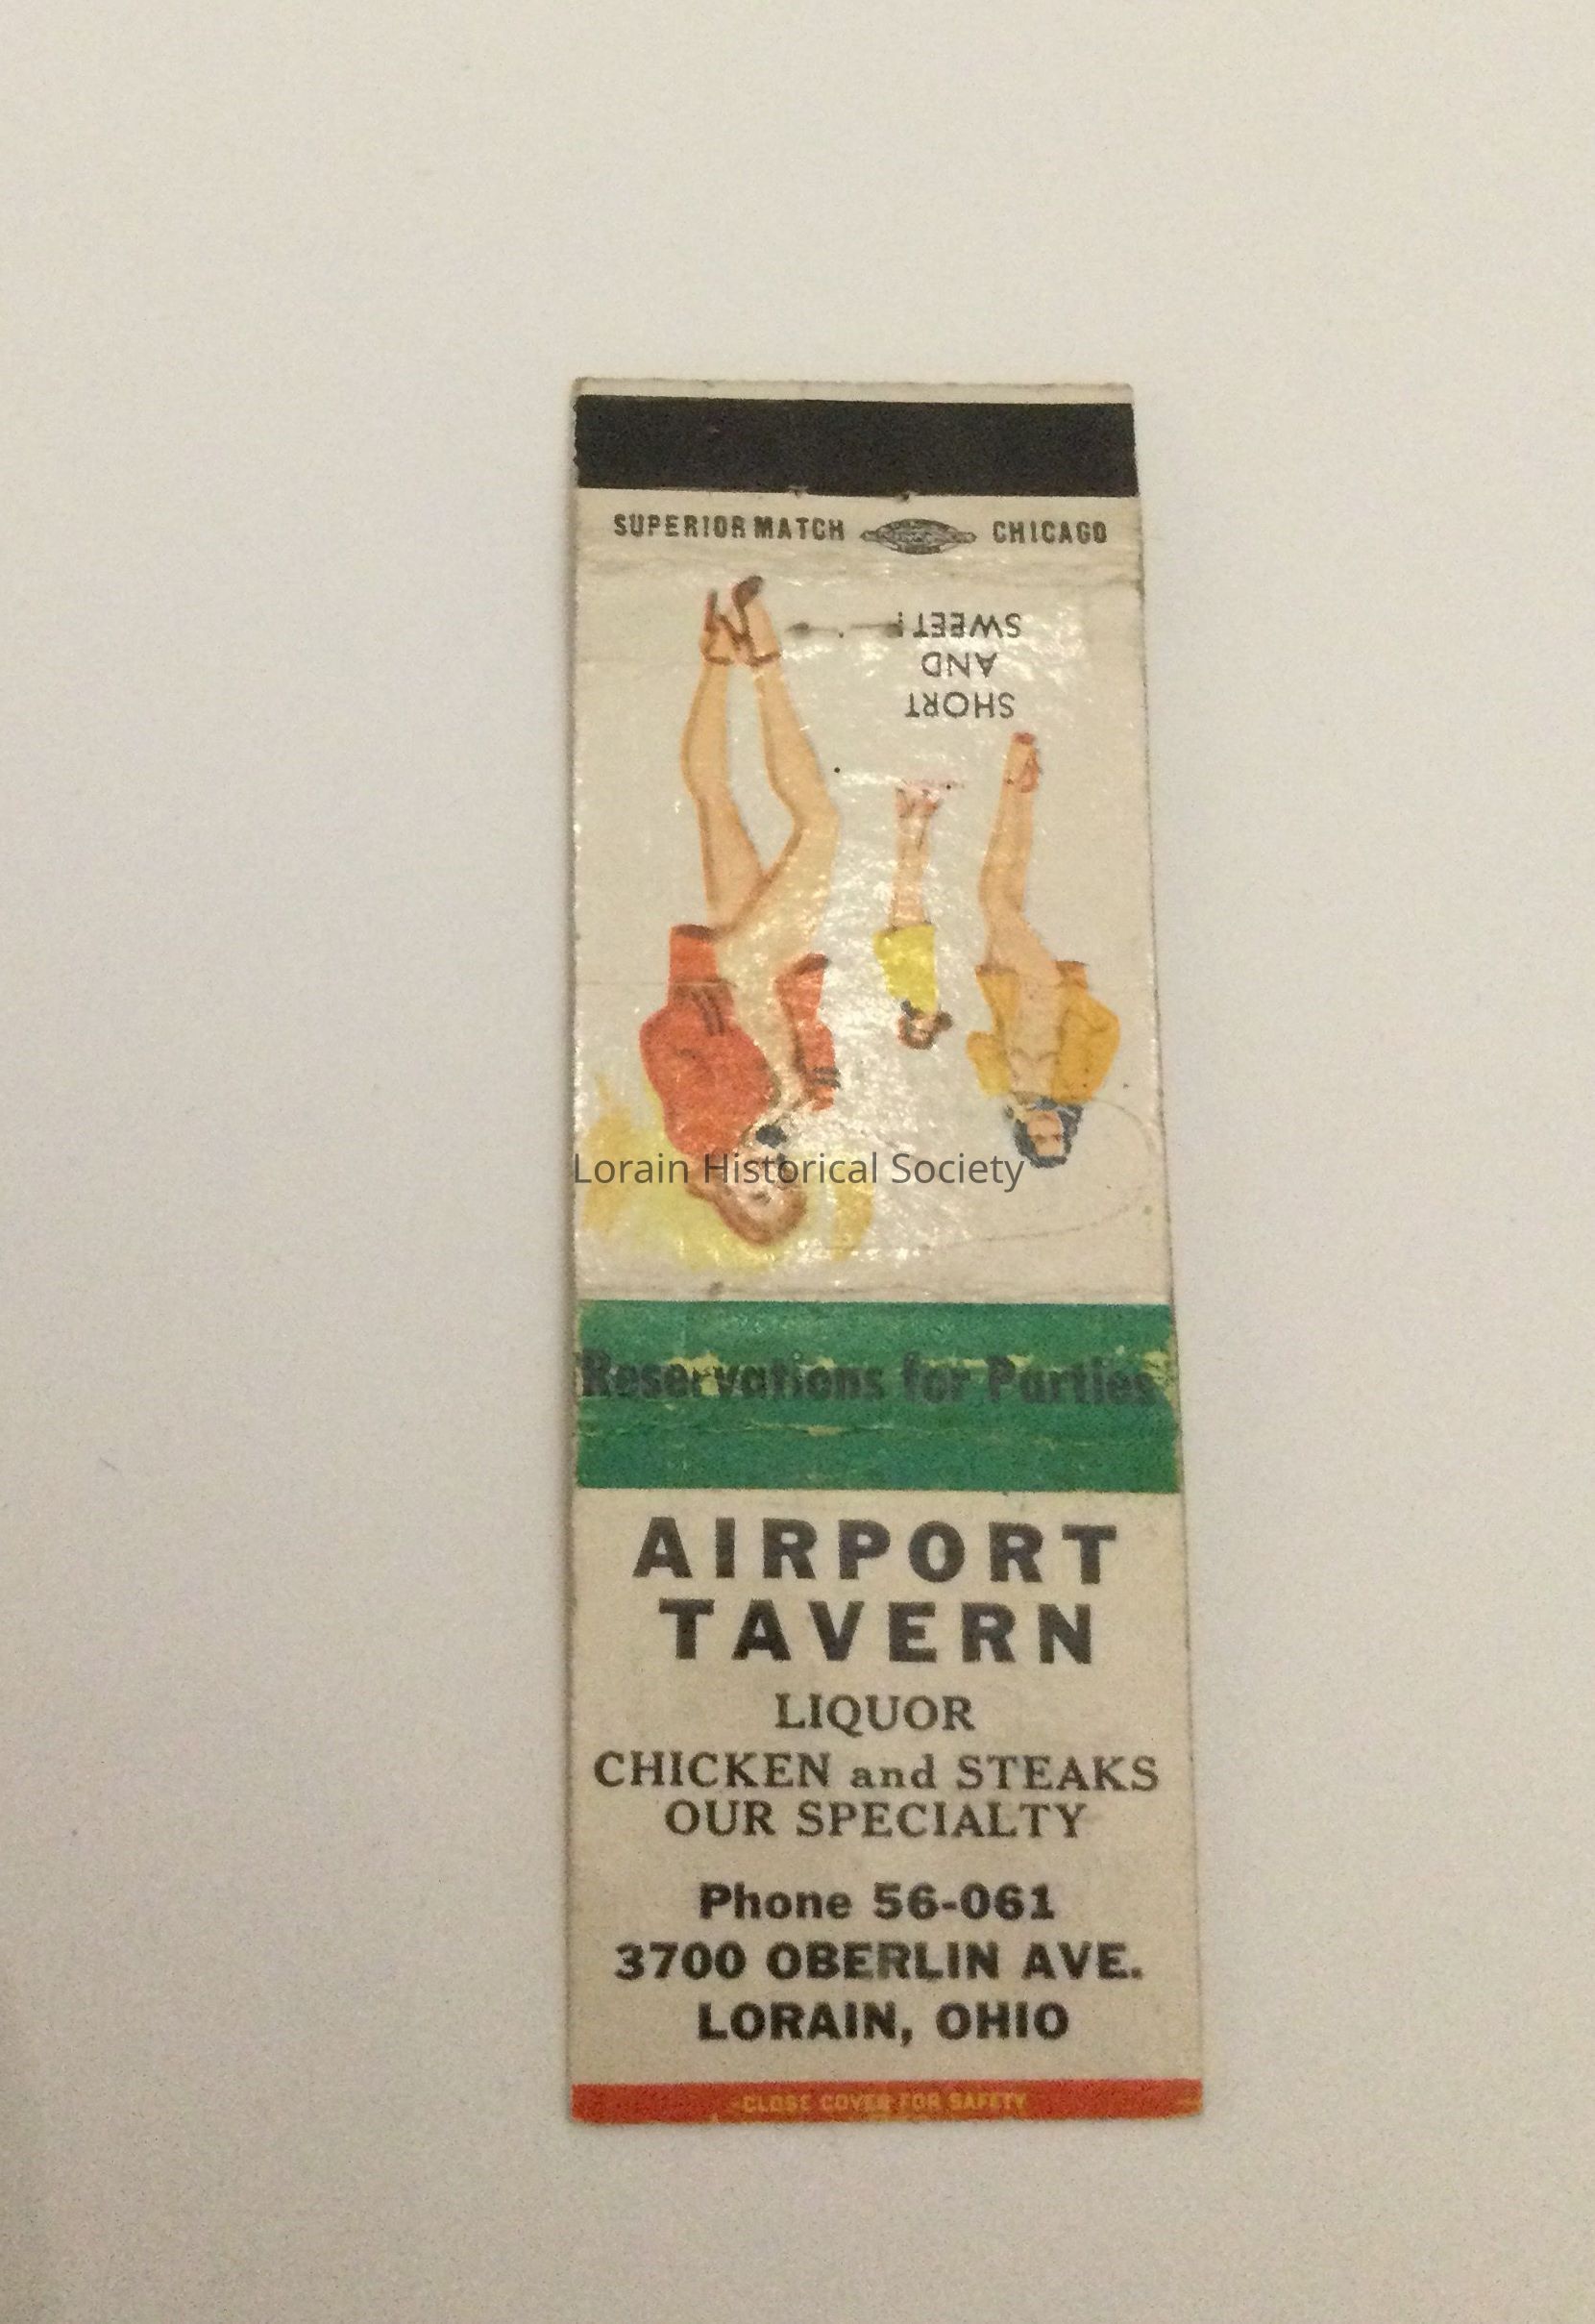 SUPERIOR MATCH CHICAGO
SHORT
AND
SWEET!
Lorain Historical Society
Reservations for Parties
AIRPORT
TAVERN
LIQUOR
CHICKEN and STEAKS
OUR SPECIALTY
Phone 56-061
3700 OBERLIN AVE.
LORAIN, OHIO
CLOSE COVER FOR SAFETY